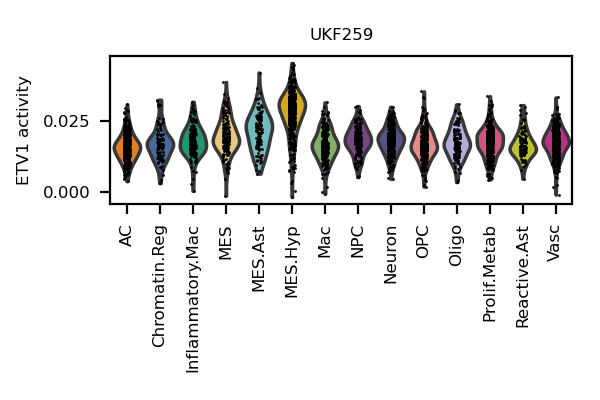 UKF259
ETV1 activity
0.025
0.000
AC
Chromatin.Reg
Inflammatory.Mac
MES
MES.Ast
MES.Hyp
Mac
NPC
Neuron
OPC
Oligo
Prolif.Metab
Reactive.Ast
Vasc